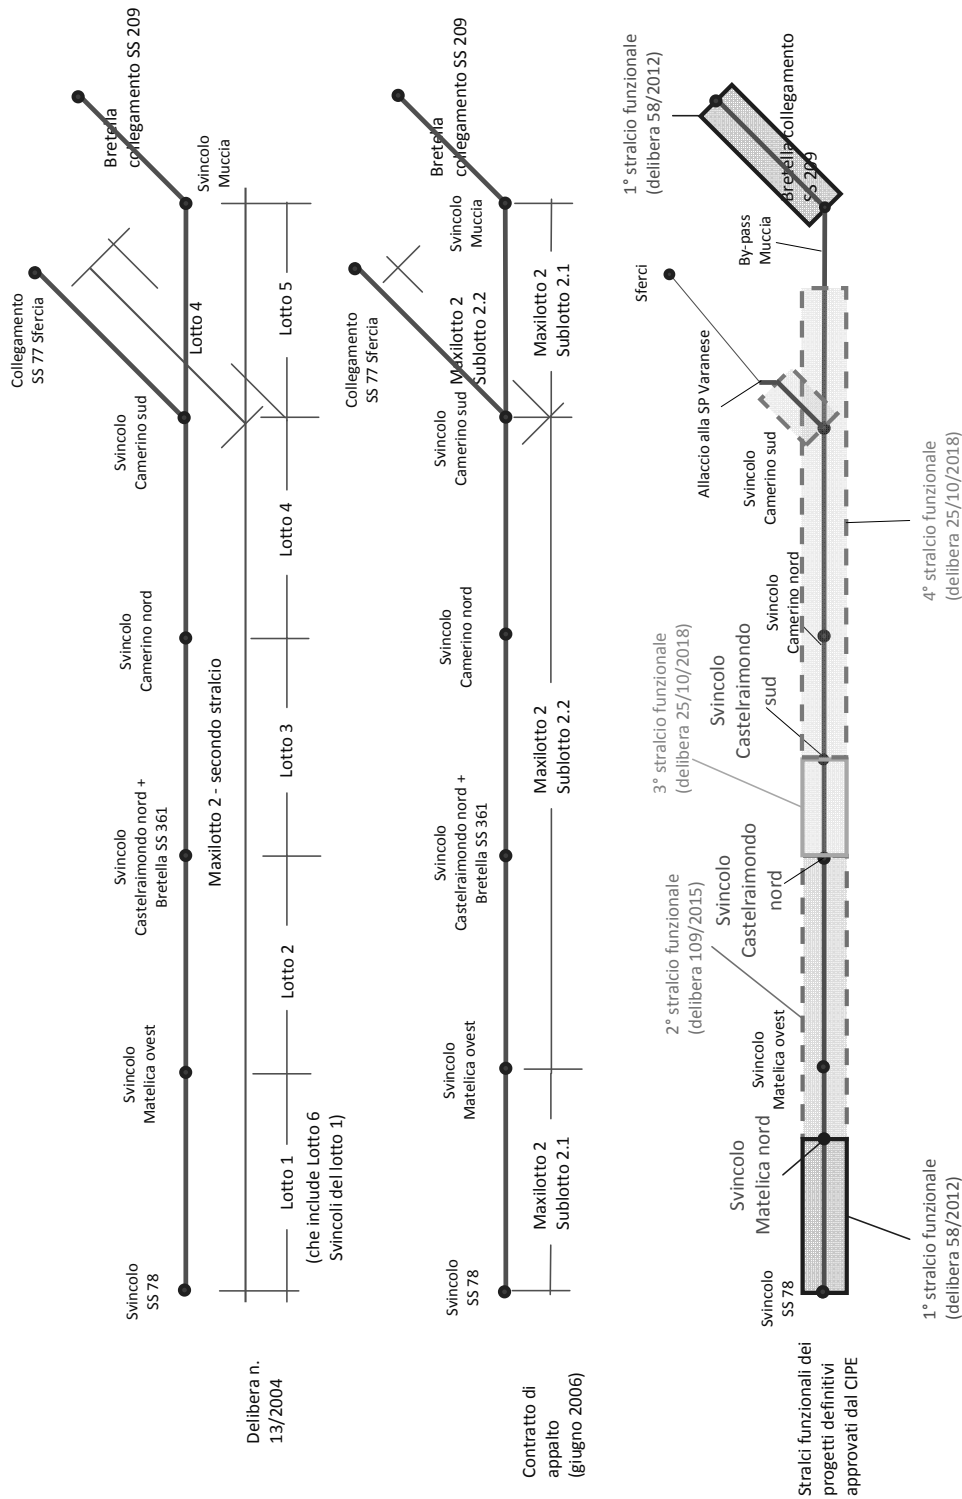 Delibera n.
13/2004
Svincolo
SS 78
Svincolo
Matelica ovest
Svincolo
Castelraimondo nord +
Bretella SS 361
Svincolo
Camerino nord
Svincolo
Camerino sud
Collegamento
SS 77 Sfercia
Svincolo
Muccia
Bretella
collegamento SS 209
Lotto 4
Maxilotto 2 - secondo stralcio
Lotto 1
(che include Lotto 6
Svincoli del lotto 1)
Lotto 2
Lotto 3
Lotto 4
Lotto 5
Contratto di
appalto
(giugno 2006)
Svincolo
SS 78
Svincolo
Matelica ovest
Svincolo
Castelraimondo nord +
Bretella SS 361
Svincolo
Camerino nord
Svincolo
Camerino sud
Collegamento
SS 77 Sfercia
Maxilotto 2
Sublotto 2.2
Svincolo
Muccia
Bretella
collegamento SS 209
Maxilotto 2
Sublotto 2.1
Maxilotto 2
Sublotto 2.2
Maxilotto 2
Sublotto 2.1
Stralci funzionali dei
progetti definitivi
approvati dal CIPE
Svincolo
SS 78
Svincolo
Matelica nord
Svincolo
Matelica ovest
2° stralcio funzionale
(delibera 109/2015)
Svincolo
Castelraimondo
nord
3° stralcio funzionale
(delibera 25/10/2018)
Svincolo
Castelraimondo
sud
Svincolo
Camerino nord
Svincolo
Camerino sud
Allaccio alla SP Varanese
Sferci
By-pass
Muccia
1° stralcio funzionale
(delibera 58/2012)
Bretella collegamento
SS 209
1° stralcio funzionale
(delibera 58/2012)
4° stralcio funzionale
(delibera 25/10/2018)